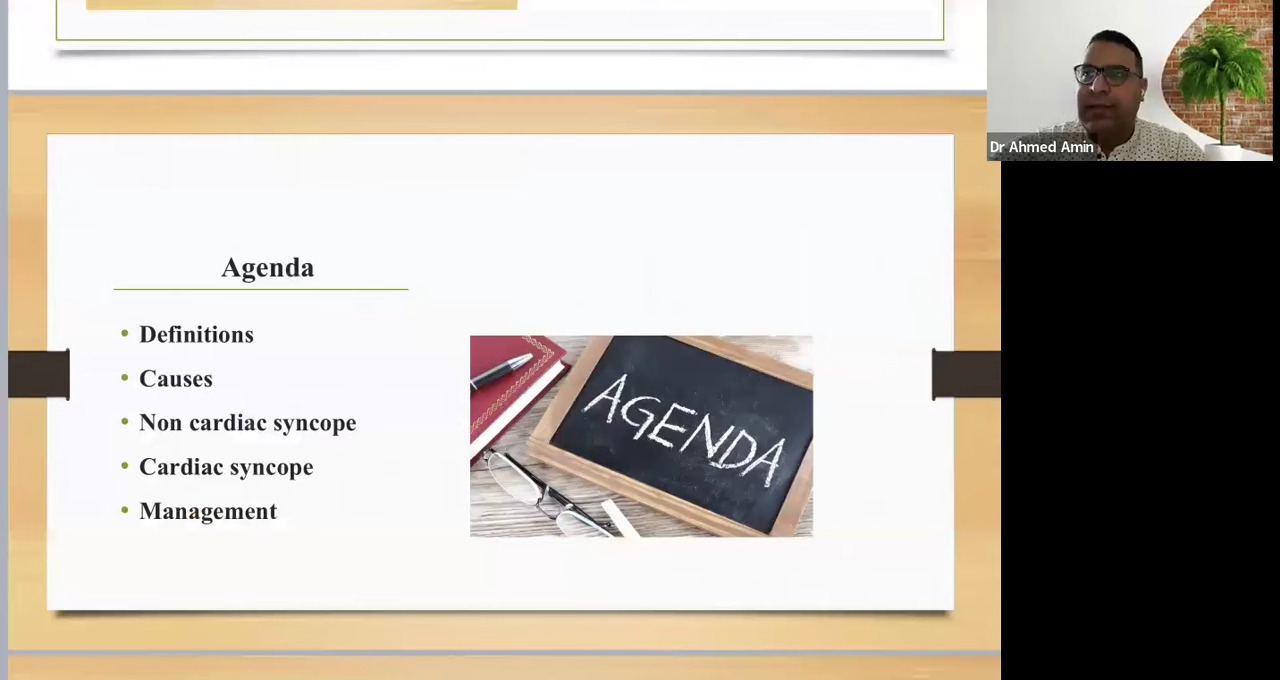 Dr Ahmed Amin
Agenda
Definitions
Causes
Non cardiac syncope
Cardiac syncope
Management
AGENDA